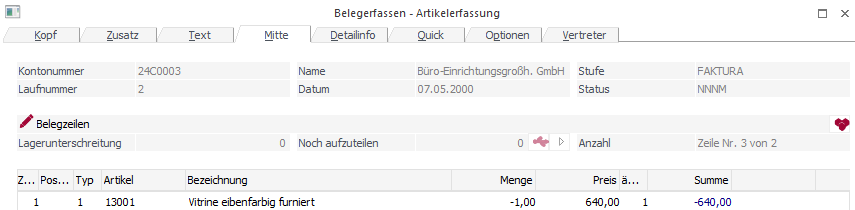 Belegerfassen - Artikelerfassung
Kopf Zusatz Text Mitte Detailinfo Quick Optionen Vertreter
Kontonummer 24C0003 Name Büro-Einrichtungsgroßh. GmbH Stufe FAKTURA
Laufnummer 2 Datum 07.05.2000 Status NNNM
Belegzeilen
Lagerunterschreitung 0 Noch aufzuteilen 0 Anzahl Zeile Nr. 3 von 2
Z... Pos... Typ Artikel Bezeichnung Menge Preis ä... Summe
1 1 13001 Vitrine eibenfarbig furniert -1,00 640,00 1 -640,00